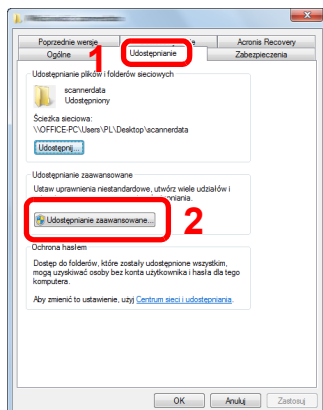 Poprzednie wersje
Acronis Recovery
Ogólne
1
Udostępnianie
Zabezpieczenia
Udostępnianie plików i folderów sieciowych
scannerdata
Udostępniony
Ścieżka sieciowa:
\\OFFICE-PC\Users\PL\Desktop\scannerdata
Udostępnij...
Udostępnianie zaawansowane
Ustaw uprawnienia niestandardowe, utwórz wiele udziałów i
Udostępnianie zaawansowane...
2
Ochrona hasłem
Dostęp do folderów, które zostały udostępnione wszystkim,
mogą uzyskiwać osoby bez konta użytkownika i hasła dla tego
komputera.
Aby zmienić to ustawienie, użyj Centrum sieci i udostępniania.
OK
Anuluj
Zastosuj